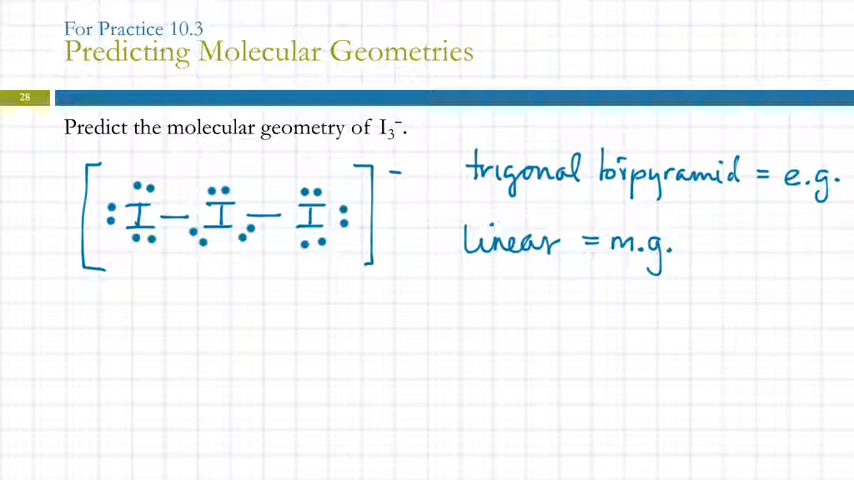 For Practice 10.3
Predicting Molecular Geometries
28
Predict the molecular geometry of I₃⁻.
[I — I — I]⁻
trigonal bipyramid = e.g.
linear = m.g.